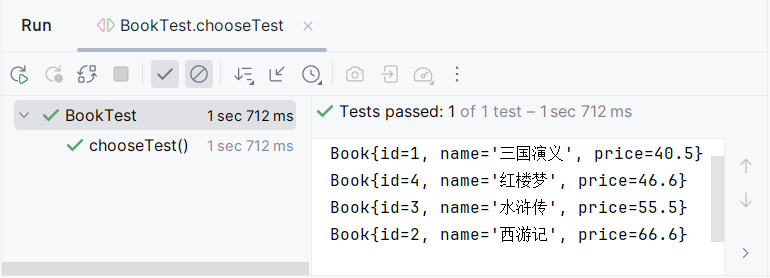 Run BookTest.chooseTest
BookTest 1 sec 712 ms
chooseTest() 1 sec 712 ms
Tests passed: 1 of 1 test – 1 sec 712 ms
Book{id=1, name='三国演义', price=40.5}
Book{id=4, name='红楼梦', price=46.6}
Book{id=3, name='水浒传', price=55.5}
Book{id=2, name='西游记', price=66.6}